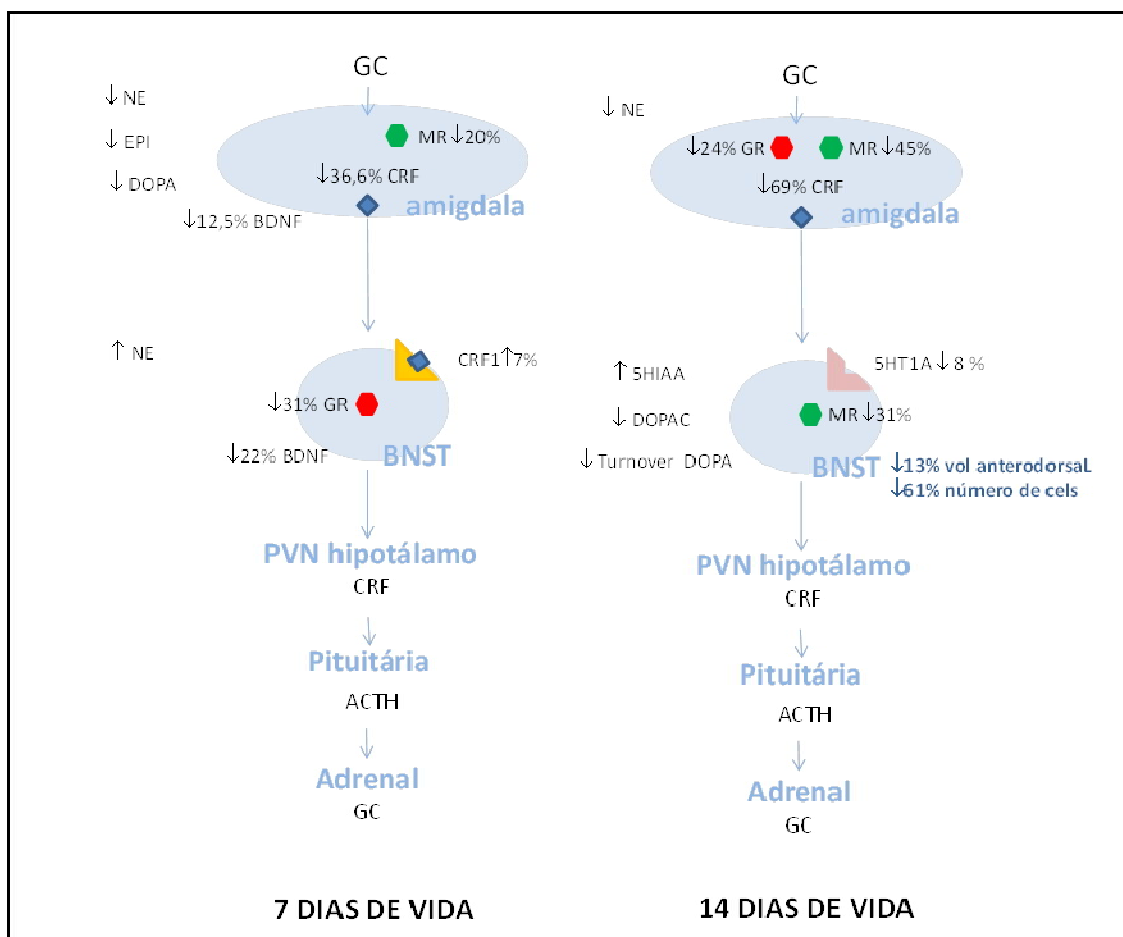 GC
↓ NE
↓ EPI
↓ DOPA
MR ↓20%
↓36,6% CRF
amigdala
↓12,5% BDNF
↑ NE
CRF1↑7%
↓31% GR
↓22% BDNF
BNST
PVN hipotálamo
CRF
Pituitária
ACTH
Adrenal
GC
7 DIAS DE VIDA
GC
↓ NE
↓24% GR
MR ↓45%
↓69% CRF
amigdala
5HT1A ↓ 8 %
↑ 5HIAA
↓ DOPAC
MR ↓31%
↓ Turnover DOPA
BNST
↓13% vol anterodorsal
↓61% número de cels
PVN hipotálamo
CRF
Pituitária
ACTH
Adrenal
GC
14 DIAS DE VIDA